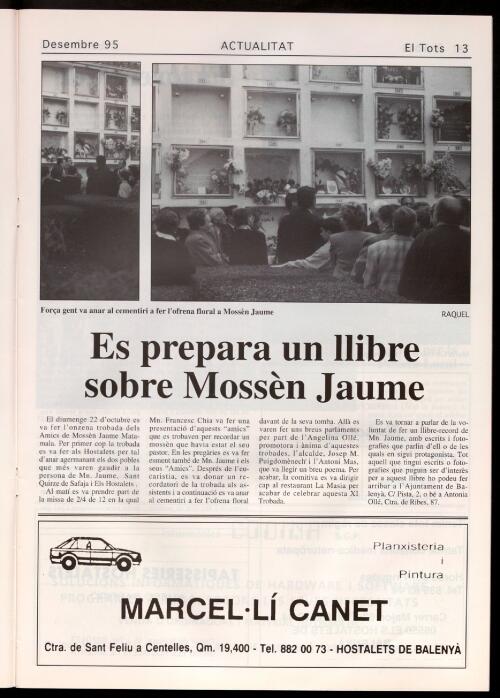 Desembre 95
ACTUALITAT
El Tots 13
Força gent va anar al cementiri a fer l'ofrena floral a Mossèn Jaume
RAQUEL
Es prepara un llibre
sobre Mossèn Jaume
El diumenge 22 d'octubre es
va fer l'onzena trobada dels
Amics de Mossèn Jaume Mata-
mala. Per primer cop la trobada
es va fer als Hostalets per tal
d'anar agermanant els dos pobles
que més varen gaudir a la
persona de Mn. Jaume, Sant
Quirze de Safaja i Els Hostalets .
Al matí es va prendre part de
la missa de 2/4 de 12 en la qual
Mn. Francesc Chia va fer una
presentació d'aquests "amics"
que es trobaven per recordar un
mossèn que havia estat el seu
pastor. En les pregàries es va fer
esment també de Mn. Jaume i els
seus "Amics". Després de l'eu-
caristia, es va donar un re-
cordatori de la trobada als as-
sistents i a continuació es va anar
al cementiri a fer l'ofrena floral
davant de la seva tomba. Allà es
varen fer uns breus parlaments
per part de l'Angelina Ollé,
promotora i ànima d'aquestes
trobades, l'alcalde, Josep M.
Puigdomènech i l'Antoni Mas,
que va llegir un breu poema. Per
acabar, la comitiva es va dirigir
cap al restaurant La Masia per
acabar de celebrar aquesta XI
Trobada.
Es va tornar a parlar de la vo-
luntat de fer un llibre-record de
Mn. Jaume, amb escrits i foto-
grafies que parlin d'ell o de les
quals en sigui protagonista. Tot
aquell que tingui escrits o foto-
grafies que puguin ser d'interès
per a aquest llibre ho podeu fer
arribar a l'Ajuntament de Ba-
lenyà, C/ Pista, 2, o bé a Antonia
Ollé, Ctra. de Ribes, 87.
Planxisteria
i
Pintura
MARCEL·LÍ CANET
Ctra. de Sant Feliu a Centelles, Qm. 19,400 - Tel. 882 00 73 - HOSTALETS DE BALENYÀ